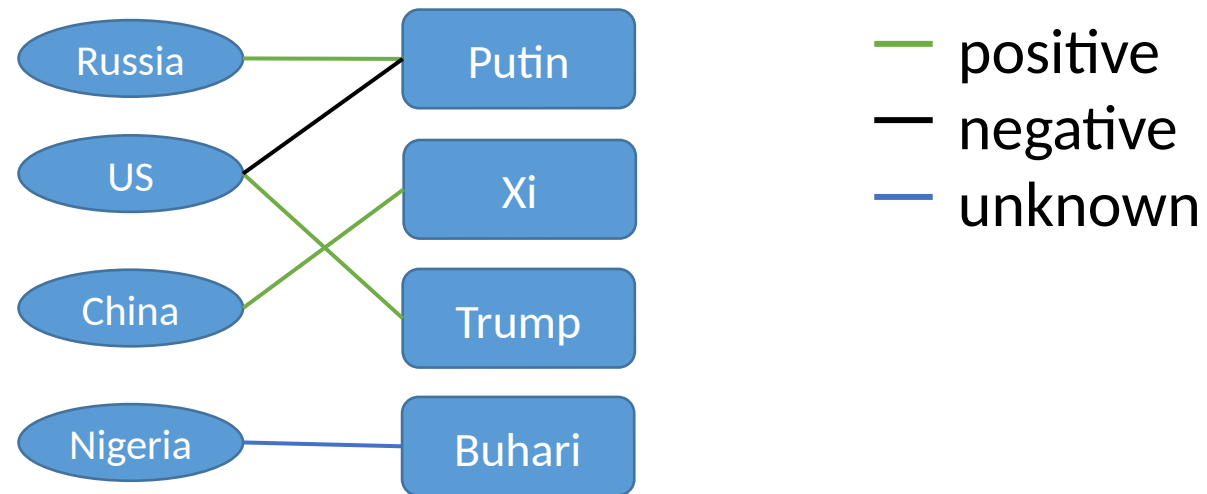 Russia
Putin
positive
negative
US
Xi
unknown
China
Trump
Nigeria
Buhari